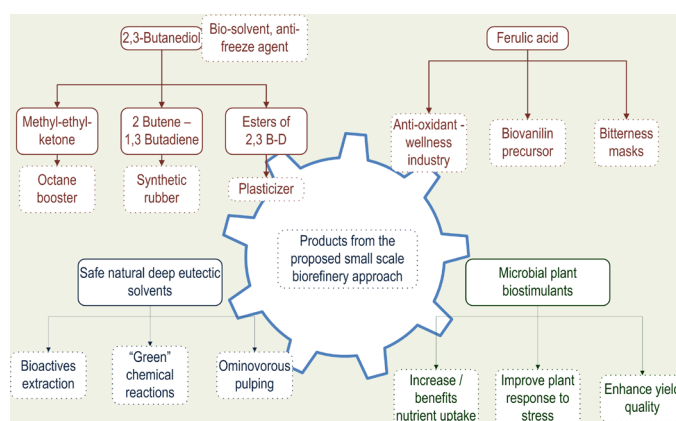 2,3-Butanediol
Bio-solvent, anti-
freeze agent
Ferulic acid
Methyl-ethyl-
ketone
2 Butene –
1,3 Butadiene
Esters of
2,3 B-D
Anti-oxidant -
wellness
industry
Biovanilin
precursor
Bitterness
masks
Octane
booster
Synthetic
rubber
Plasticizer
Products from the
proposed small scale
biorefinery approach
Safe natural deep eutectic
solvents
Microbial plant
biostimulants
Bioactives
extraction
“Green”
chemical
reactions
Ominovorous
pulping
Increase /
benefits
nutrient uptake
Improve plant
response to
stress
Enhance yield
quality